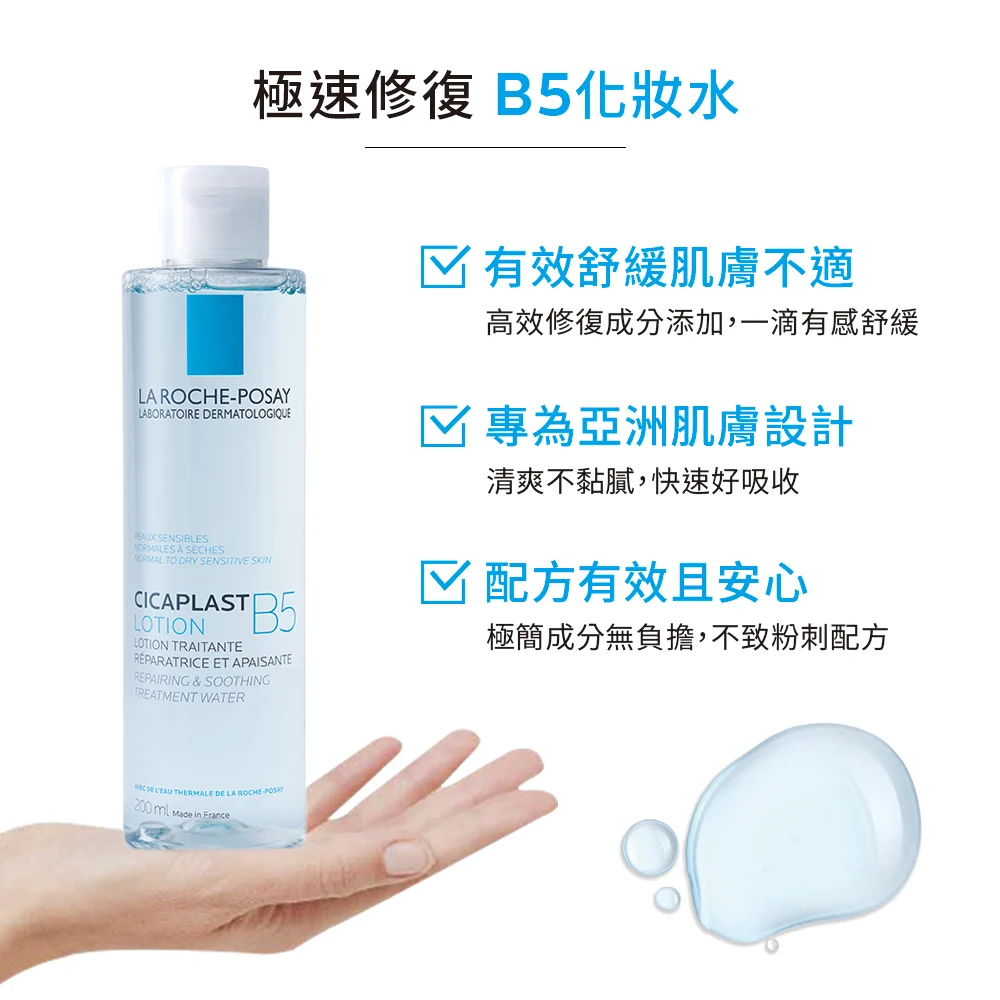 極速修復 B5化妝水
LA ROCHE-POSAY
LABORATOIRE DERMATOLOGIQUE
PEAUX SENSIBLES
NORMALES À SÈCHES
NORMAL TO DRY SENSITIVE SKIN
CICAPLAST B5
LOTION
LOTION TRAITANTE
RÉPARATRICE ET APAISANTE
REPAIRING & SOOTHING
TREATMENT WATER
AVEC DE L'EAU THERMALE DE LA ROCHE-POSAY
200 ml Made in France
有效舒緩肌膚不適
高效修復成分添加,一滴有感舒緩
專為亞洲肌膚設計
清爽不黏膩,快速好吸收
配方有效且安心
極簡成分無負擔,不致粉刺配方